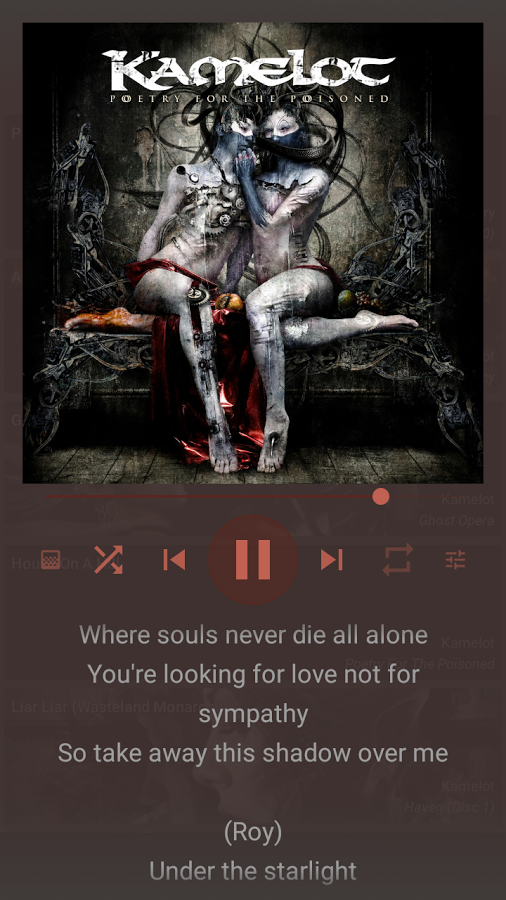 KAMELOT
POETRY FOR THE POISONED
Kamelot
Ghost Opera
House On A
Kamelot
Poetry For The Poisoned
Liar Liar (Wasteland Monar
Kamelot
Haven (Disc 1)
Where souls never die all alone
You're looking for love not for
sympathy
So take away this shadow over me
(Roy)
Under the starlight